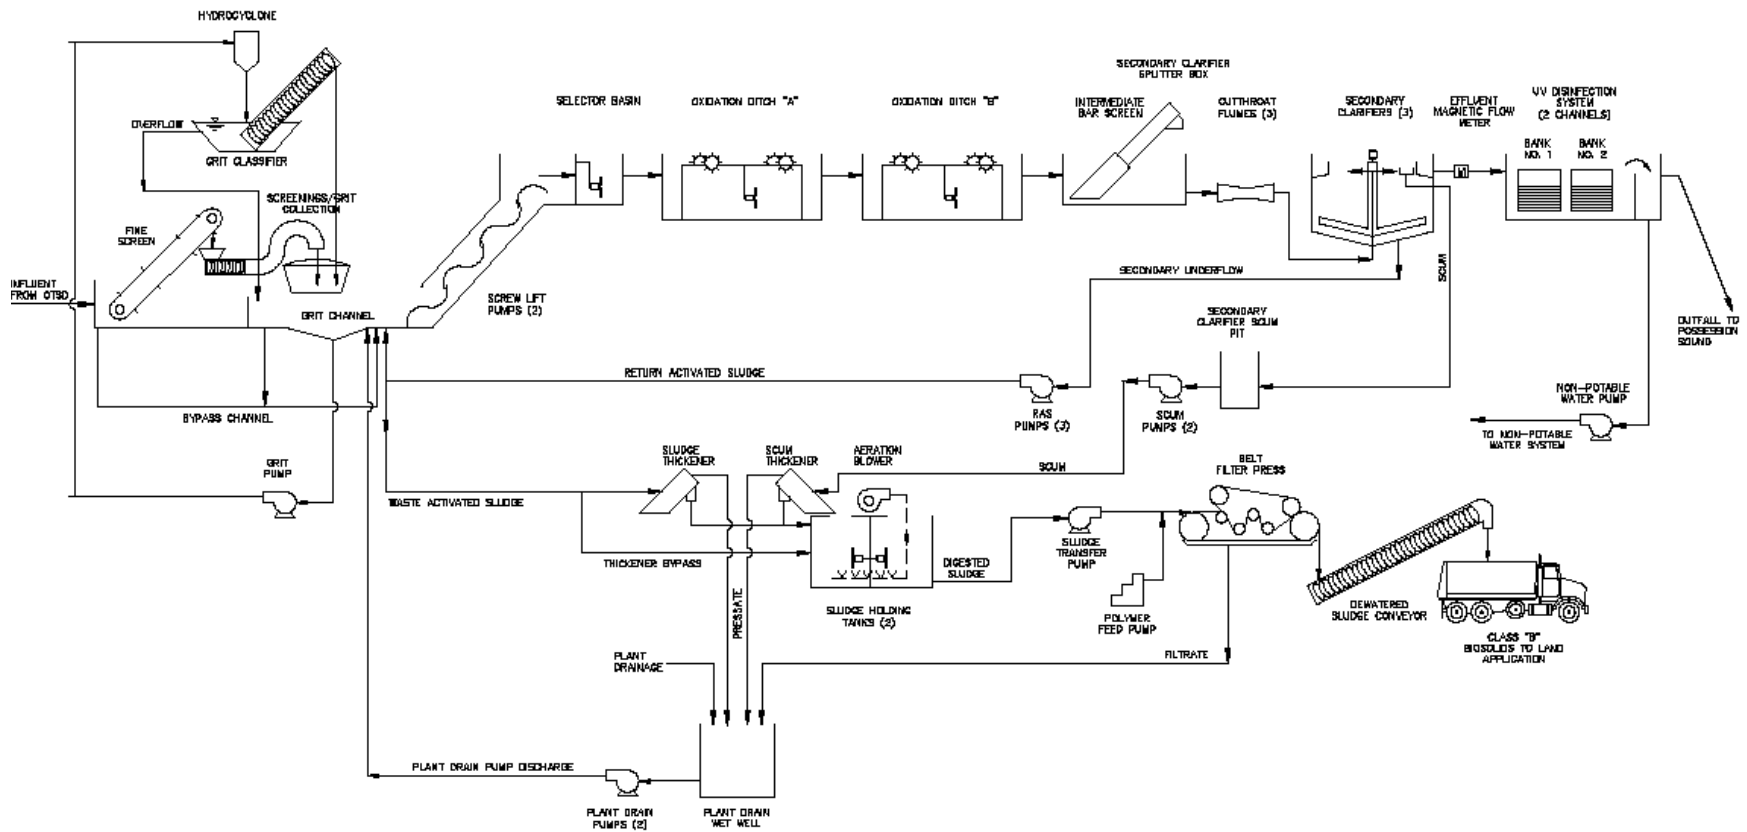 HYDROCYCLONE
OVERFLOW
GRIT CLASSIFIER
SCREENINGS/GRIT
COLLECTION
FINE
SCREEN
INFLUENT
FROM OTSD
GRIT CHANNEL
BYPASS CHANNEL
GRIT
PUMP
SCREW LIFT
PUMPS (2)
SELECTOR BASIN
OXIDATION DITCH "A"
OXIDATION DITCH "B"
SECONDARY CLARIFIER
SPLITTER BOX
INTERMEDIATE
BAR SCREEN
CUTTHROAT
FLUMES (3)
SECONDARY
CLARIFIERS (3)
EFFLUENT
MAGNETIC FLOW
METER
UV DISINFECTION
SYSTEM
(2 CHANNELS)
BANK
NO. 1
BANK
NO. 2
M
SECONDARY UNDERFLOW
SCUM
OUTFALL TO
POSSESSION
SOUND
SECONDARY
CLARIFIER SCUM
PIT
RETURN ACTIVATED SLUDGE
RAS
PUMPS (3)
SCUM
PUMPS (2)
NON-POTABLE
WATER PUMP
TO NON-POTABLE
WATER SYSTEM
WASTE ACTIVATED SLUDGE
SLUDGE
THICKENER
SCUM
THICKENER
AERATION
BLOWER
SCUM
THICKENER BYPASS
SLUDGE HOLDING
TANKS (2)
DIGESTED
SLUDGE
SLUDGE
TRANSFER
PUMP
POLYMER
FEED PUMP
BELT
FILTER PRESS
DEWATERED
SLUDGE CONVEYOR
CLASS "B"
BIOSOLIDS TO LAND
APPLICATION
PRESSATE
PLANT
DRAINAGE
FILTRATE
PLANT DRAIN PUMP DISCHARGE
PLANT DRAIN
PUMPS (2)
PLANT DRAIN
WET WELL